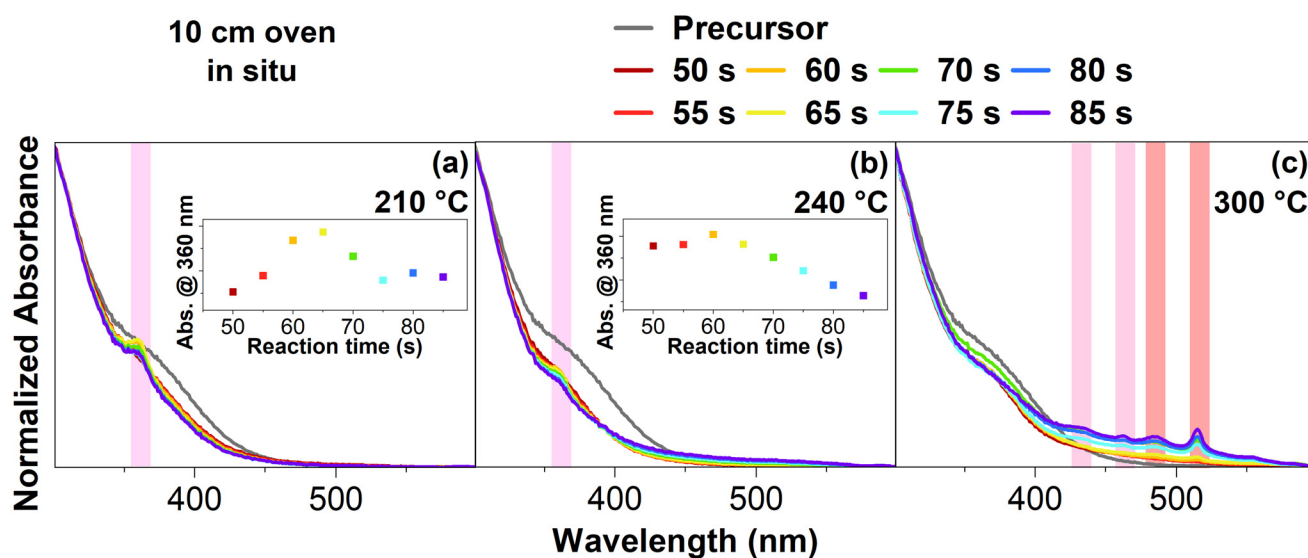 10 cm oven
in situ
Precursor
50 s 60 s 70 s 80 s
55 s 65 s 75 s 85 s
Normalized Absorbance
(a)
210 °C
Abs. @ 360 nm
50 60 70 80
Reaction time (s)
(b)
240 °C
Abs. @ 360 nm
50 60 70 80
Reaction time (s)
(c)
300 °C
400 500 400 500 400 500
Wavelength (nm)